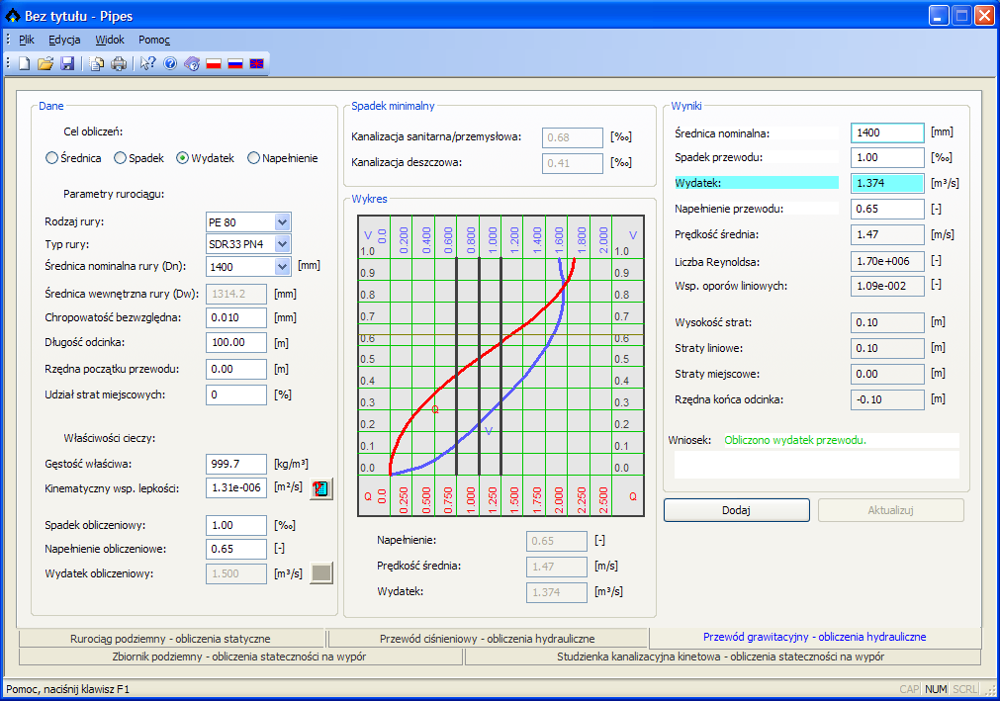 Bez tytułu - Pipes
Plik Edycja Widok Pomoc
Dane
Cel obliczeń:
Średnica Spadek Wydatek Napełnienie
Parametry rurociągu:
Rodzaj rury: PE 80
Typ rury: SDR33 PN4
Średnica nominalna rury (Dn): 1400 [mm]
Średnica wewnętrzna rury (Dw): 1314.2 [mm]
Chropowatość bezwzględna: 0.010 [mm]
Długość odcinka: 100.00 [m]
Rzędna początku przewodu: 0.00 [m]
Udział strat miejscowych: 0 [%]
Właściwości cieczy:
Gęstość właściwa: 999.7 [kg/m³]
Kinematyczny wsp. lepkości: 1.31e-006 [m²/s]
Spadek obliczeniowy: 1.00 [‰]
Napełnienie obliczeniowe: 0.65 [-]
Wydatek obliczeniowy: 1.500 [m³/s]
Spadek minimalny
Kanalizacja sanitarna/przemysłowa: 0.68 [‰]
Kanalizacja deszczowa: 0.41 [‰]
Wykres
V 0.0 0.200 0.400 0.600 0.800 1.000 1.200 1.400 1.600 1.800 2.000 V
1.0 1.0
0.9 0.9
0.8 0.8
0.7 0.7
0.6 0.6
0.5 0.5
0.4 0.4
0.3 Q 0.3
0.2 V 0.2
0.1 0.1
0.0 0.0
Q 0.0 0.250 0.500 0.750 1.000 1.250 1.500 1.750 2.000 2.250 2.500 Q
Napełnienie: 0.65 [-]
Prędkość średnia: 1.47 [m/s]
Wydatek: 1.374 [m³/s]
Wyniki
Średnica nominalna: 1400 [mm]
Spadek przewodu: 1.00 [‰]
Wydatek: 1.374 [m³/s]
Napełnienie przewodu: 0.65 [-]
Prędkość średnia: 1.47 [m/s]
Liczba Reynoldsa: 1.70e+006 [-]
Wsp. oporów liniowych: 1.09e-002 [-]
Wysokość strat: 0.10 [m]
Straty liniowe: 0.10 [m]
Straty miejscowe: 0.00 [m]
Rzędna końca odcinka: -0.10 [m]
Wniosek: Obliczono wydatek przewodu.
Dodaj Aktualizuj
Rurociąg podziemny - obliczenia statyczne Przewód ciśnieniowy - obliczenia hydrauliczne Przewód grawitacyjny - obliczenia hydrauliczne
Zbiornik podziemny - obliczenia stateczności na wypór Studzienka kanalizacyjna kinetowa - obliczenia stateczności na wypór
Pomoc, naciśnij klawisz F1 CAP NUM SCRL